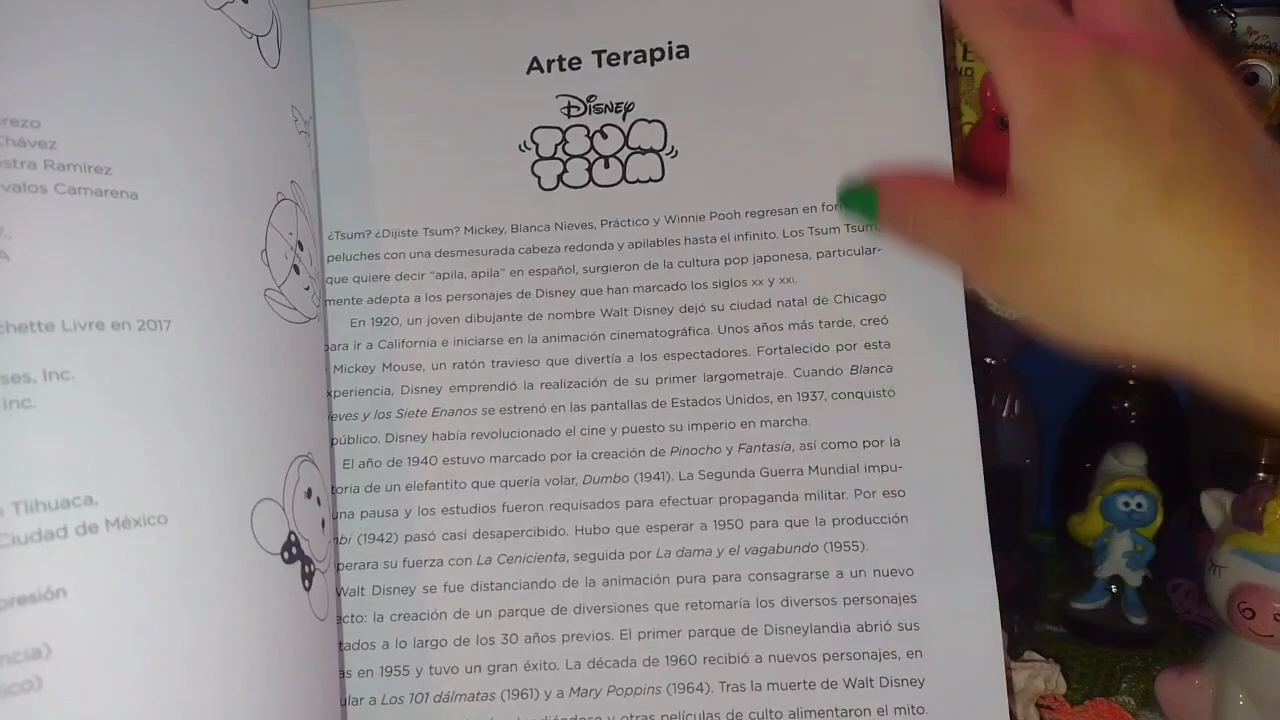 Arte Terapia
Disney
TSUM
TSUM
¿Tsum? ¿Dijiste Tsum? Mickey, Blanca Nieves, Práctico y Winnie Pooh regresan en for
peluches con una desmesurada cabeza redonda y apilables hasta el infinito. Los Tsum Tsum,
que quiere decir "apila, apila" en español, surgieron de la cultura pop japonesa, particular-
mente adepta a los personajes de Disney que han marcado los siglos XX y XXI.
En 1920, un joven dibujante de nombre Walt Disney dejó su ciudad natal de Chicago
para ir a California e iniciarse en la animación cinematográfica. Unos años más tarde, creó
Mickey Mouse, un ratón travieso que divertía a los espectadores. Fortalecido por esta
xperiencia, Disney emprendió la realización de su primer largometraje. Cuando Blanca
ieves y los Siete Enanos se estrenó en las pantallas de Estados Unidos, en 1937, conquistó
público. Disney había revolucionado el cine y puesto su imperio en marcha.
El año de 1940 estuvo marcado por la creación de Pinocho y Fantasía, así como por la
toria de un elefantito que quería volar, Dumbo (1941). La Segunda Guerra Mundial impu-
una pausa y los estudios fueron requisados para efectuar propaganda militar. Por eso
mbi (1942) pasó casi desapercibido. Hubo que esperar a 1950 para que la producción
perara su fuerza con La Cenicienta, seguida por La dama y el vagabundo (1955).
Walt Disney se fue distanciando de la animación pura para consagrarse a un nuevo
ecto: la creación de un parque de diversiones que retomaría los diversos personajes
tados a lo largo de los 30 años previos. El primer parque de Disneylandia abrió sus
as en 1955 y tuvo un gran éxito. La década de 1960 recibió a nuevos personajes, en
ular a Los 101 dálmatas (1961) y a Mary Poppins (1964). Tras la muerte de Walt Disney
y otras películas de culto alimentaron el mito.
rezo
Chávez
stra Ramírez
valos Camarena
chette Livre en 2017
ses, Inc.
Inc.
Tlihuaca,
Ciudad de México
presión
ncia)
ico)